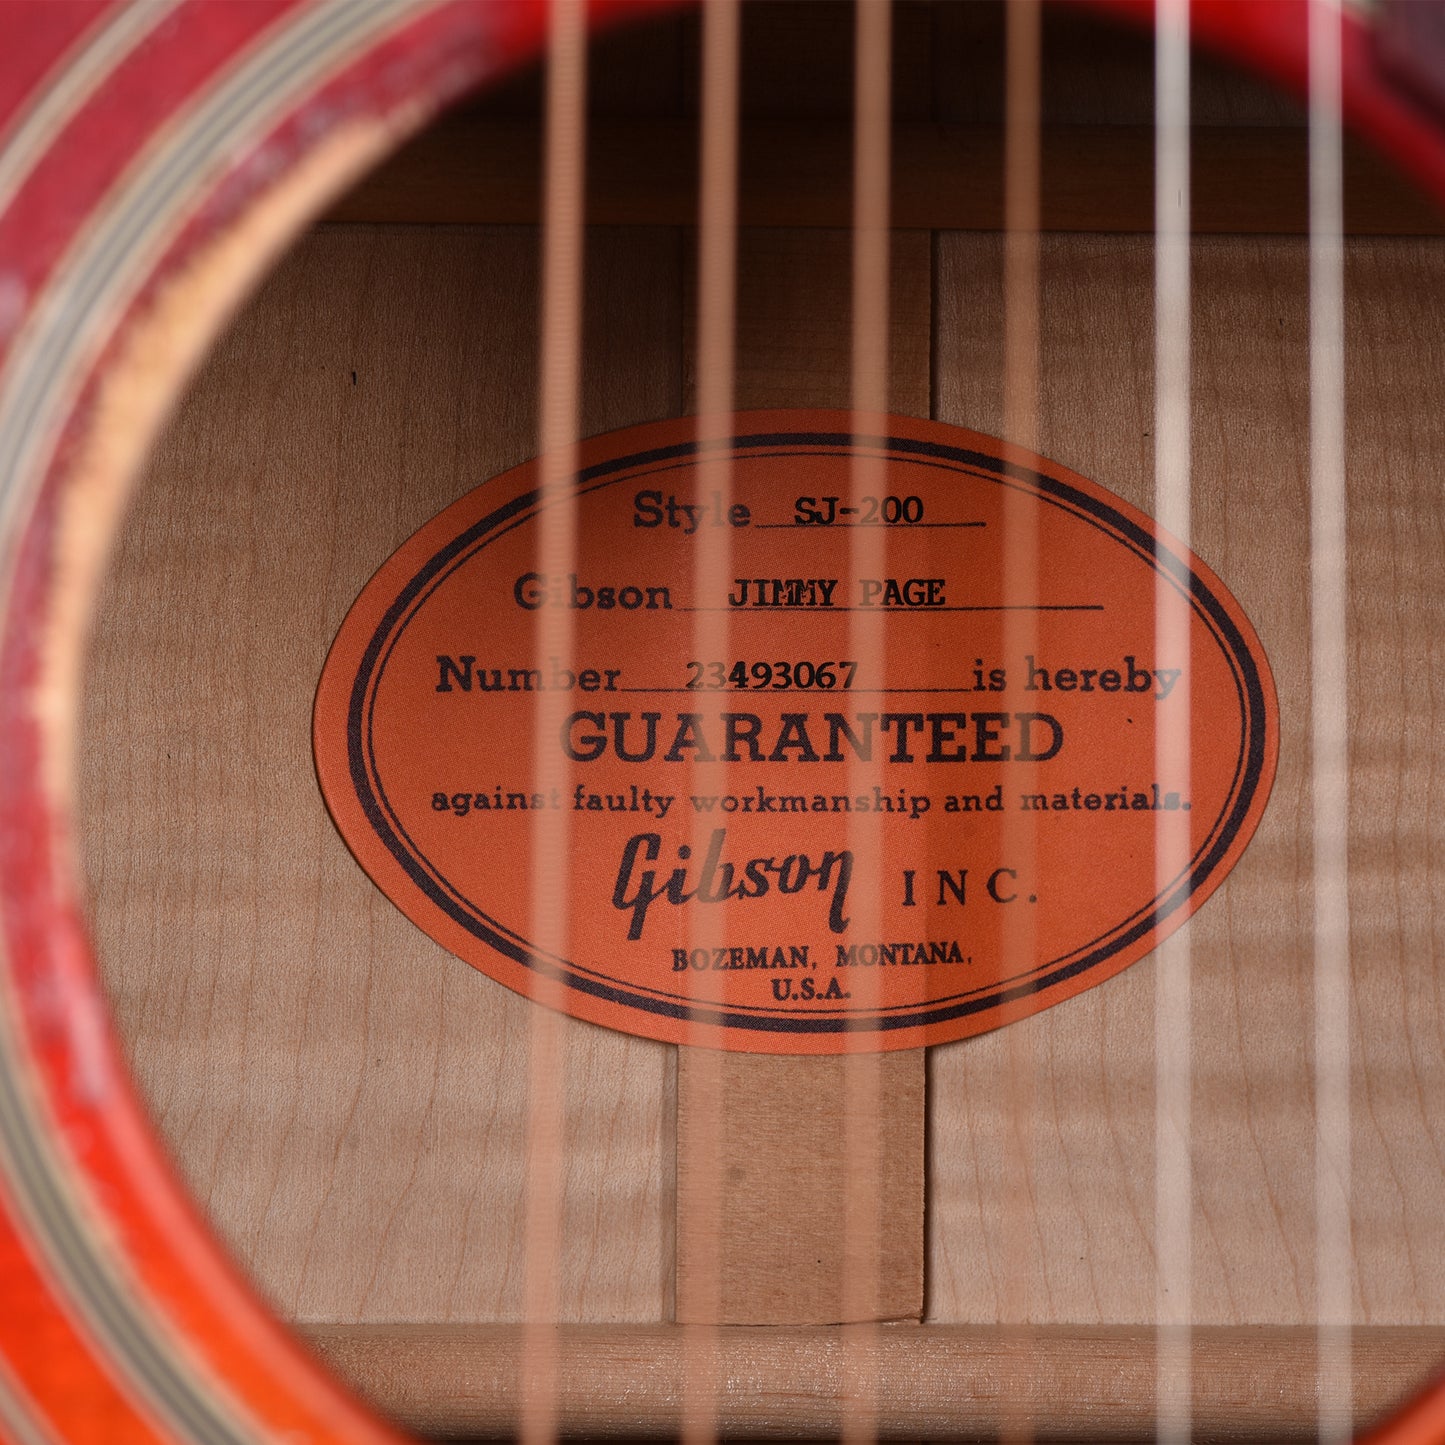 Style SJ-200
Gibson JIMMY PAGE
Number 23493067 is hereby
GUARANTEED
against faulty workmanship and materials.
Gibson INC.
BOZEMAN, MONTANA,
U.S.A.